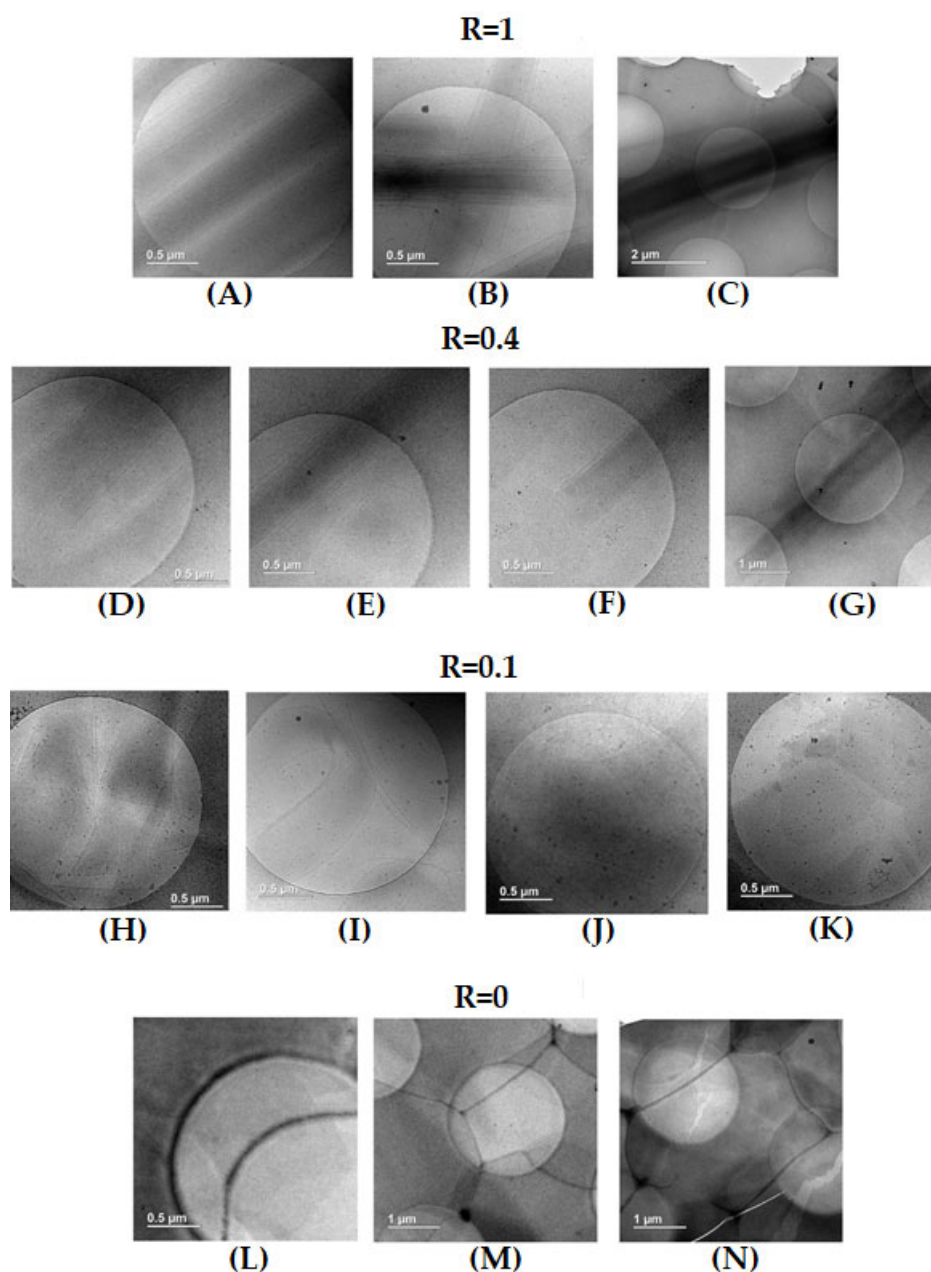 R=1
0.5 µm
0.5 µm
2 µm
(A)
(B)
(C)
R=0.4
0.5 µm
0.5 µm
0.5 µm
1 µm
(D)
(E)
(F)
(G)
R=0.1
0.5 µm
0.5 µm
0.5 µm
0.5 µm
(H)
(I)
(J)
(K)
R=0
0.5 µm
1 µm
1 µm
(L)
(M)
(N)